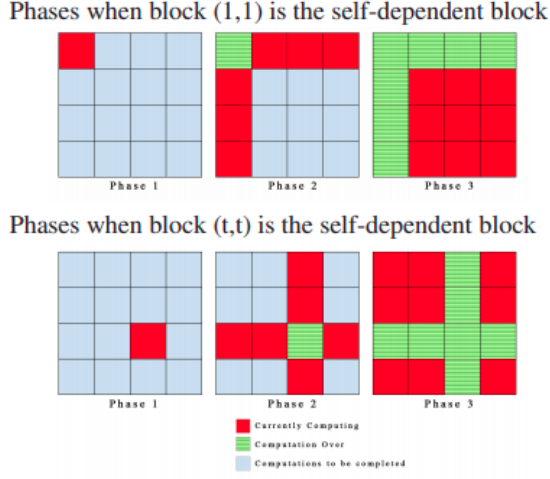 Phases when block (1,1) is the self-dependent block
Phase 1 Phase 2 Phase 3
Phases when block (t,t) is the self-dependent block
Phase 1 Phase 2 Phase 3
Currently Computing
Computation Over
Computations to be completed